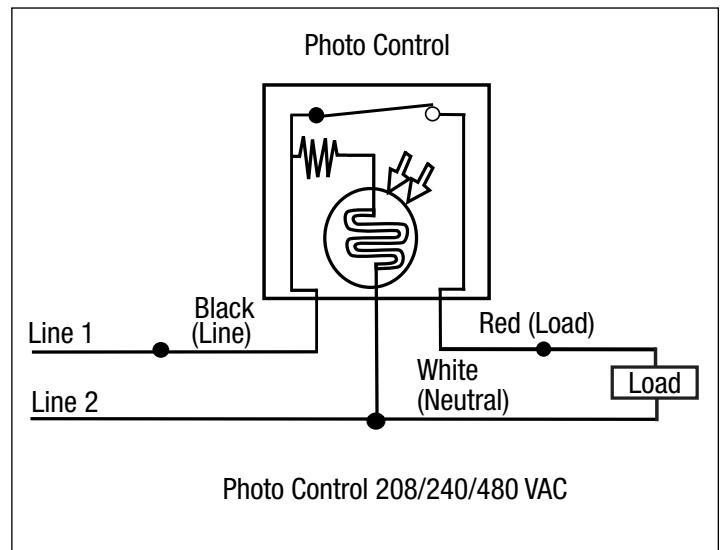 Photo Control
Black
(Line)
Line 1
Red (Load)
White
(Neutral)
Load
Line 2
Photo Control 208/240/480 VAC